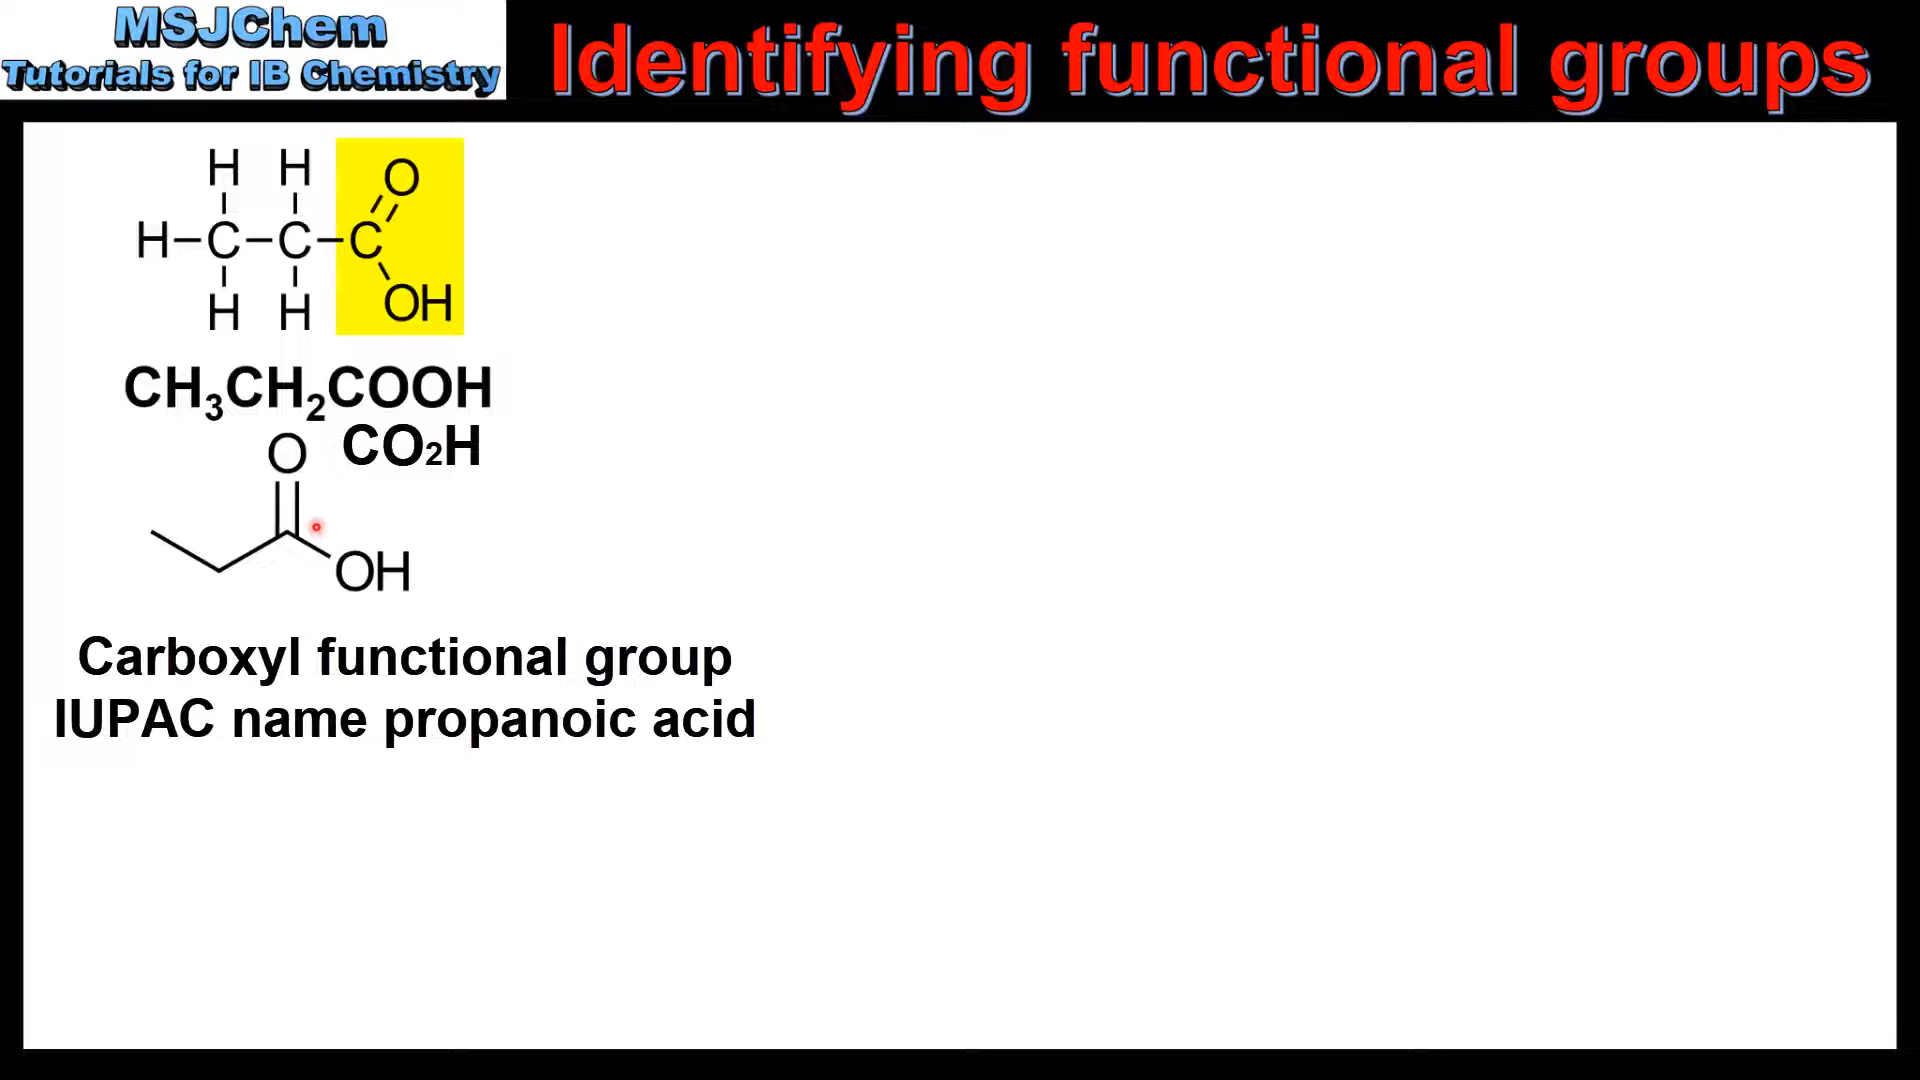 MSJChem
Tutorials for IB Chemistry
Identifying functional groups
H H O
H-C-C-C
H H OH
CH₃CH₂COOH
CO₂H
O
OH
Carboxyl functional group
IUPAC name propanoic acid